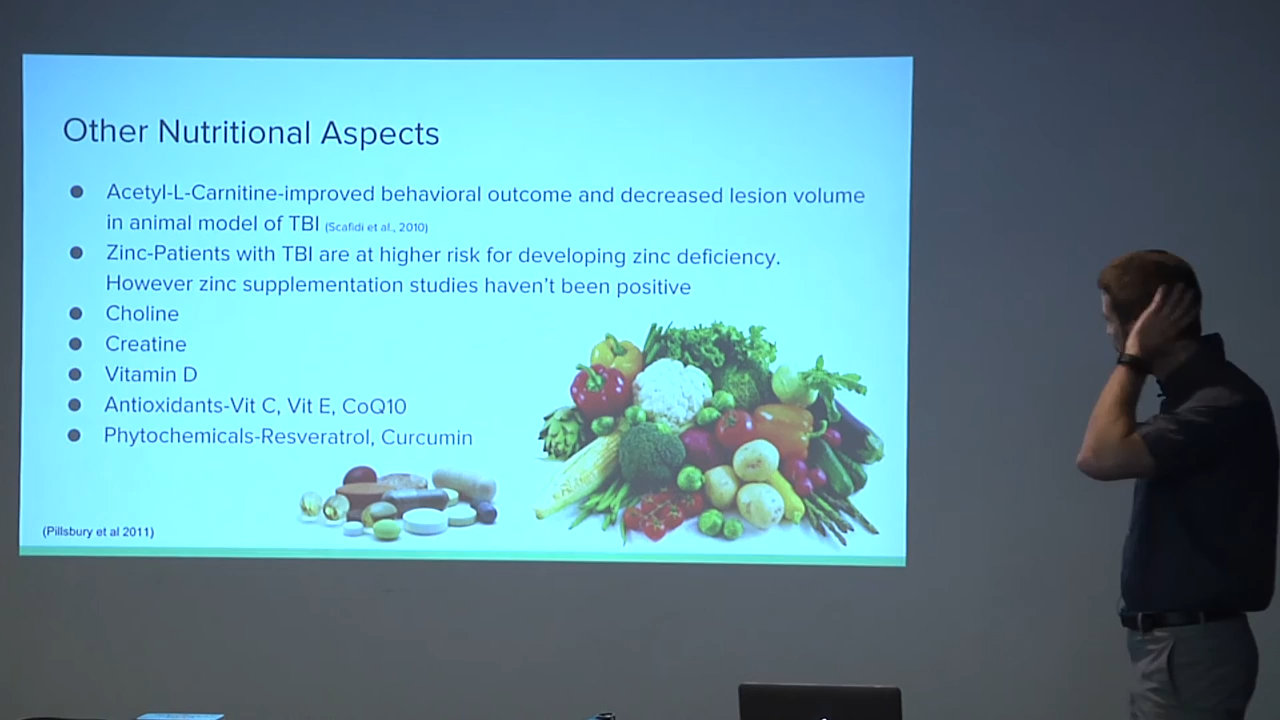 Other Nutritional Aspects
● Acetyl-L-Carnitine-improved behavioral outcome and decreased lesion volume
in animal model of TBI (Scafidi et al., 2010)
● Zinc-Patients with TBI are at higher risk for developing zinc deficiency.
However zinc supplementation studies haven't been positive
● Choline
● Creatine
● Vitamin D
● Antioxidants-Vit C, Vit E, CoQ10
● Phytochemicals-Resveratrol, Curcumin
(Pillsbury et al 2011)